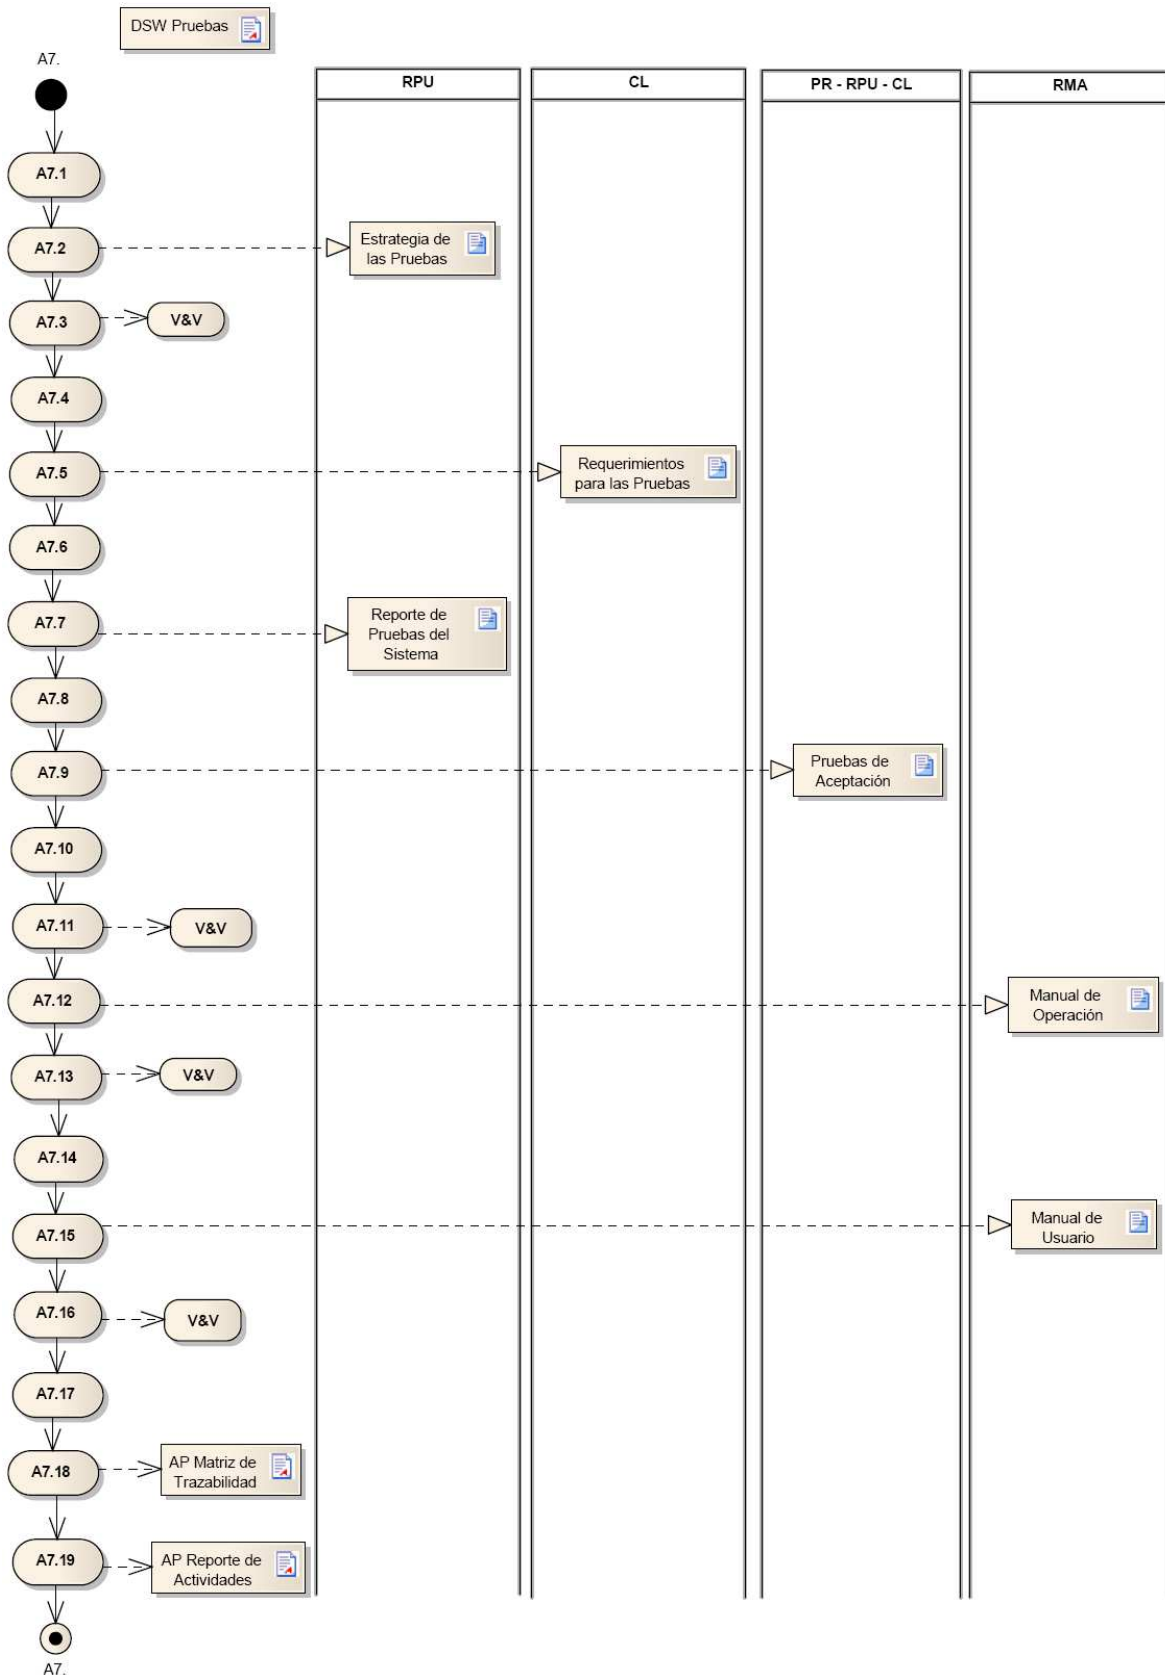 DSW Pruebas
A7.
RPU
CL
PR - RPU - CL
RMA
A7.1
A7.2
Estrategia de
las Pruebas
A7.3
V&V
A7.4
A7.5
Requerimientos
para las Pruebas
A7.6
A7.7
Reporte de
Pruebas del
Sistema
A7.8
A7.9
Pruebas de
Aceptación
A7.10
A7.11
V&V
A7.12
Manual de
Operación
A7.13
V&V
A7.14
A7.15
Manual de
Usuario
A7.16
V&V
A7.17
A7.18
AP Matriz de
Trazabilidad
A7.19
AP Reporte de
Actividades
A7.